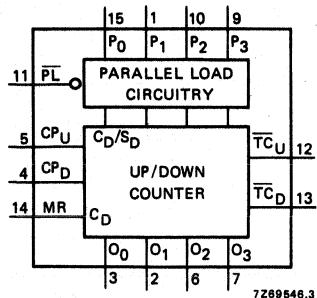 15 1 10 9
P0 P1 P2 P3
11 PL
PARALLEL LOAD
CIRCUITRY
5 CPU
CD/SD
TCU 12
4 CPD
UP/DOWN
COUNTER
TCD 13
14 MR
CD
O0 O1 O2 O3
3 2 6 7
7Z69546.3